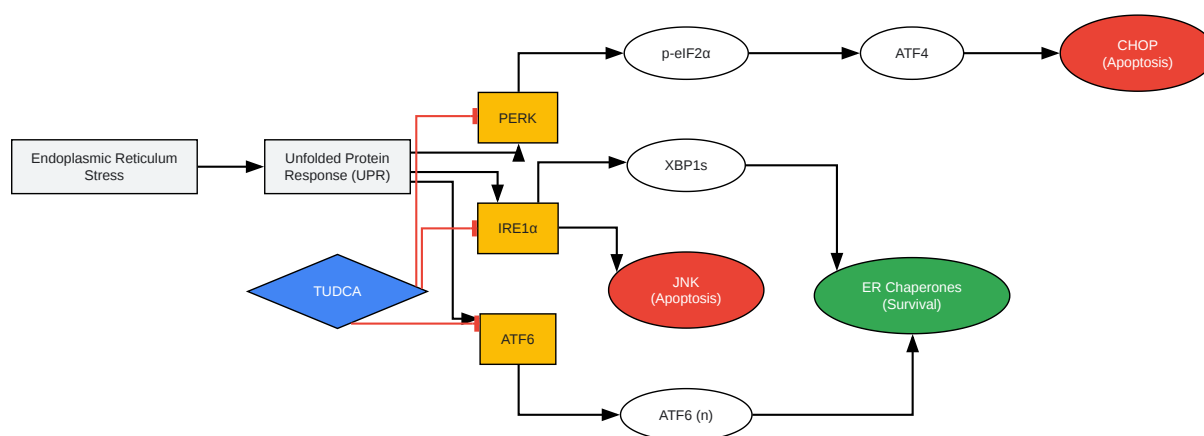 p-eIF2α
ATF4
CHOP
(Apoptosis)
PERK
Endoplasmic Reticulum
Stress
Unfolded Protein
Response (UPR)
XBP1s
IRE1α
TUDCA
JNK
(Apoptosis)
ER Chaperones
(Survival)
ATF6
ATF6 (n)